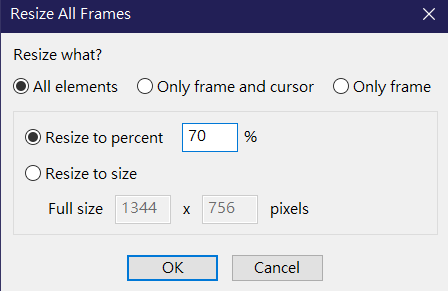 Resize All Frames
Resize what?
All elements Only frame and cursor Only frame
Resize to percent 70 %
Resize to size
Full size 1344 x 756 pixels
OK Cancel